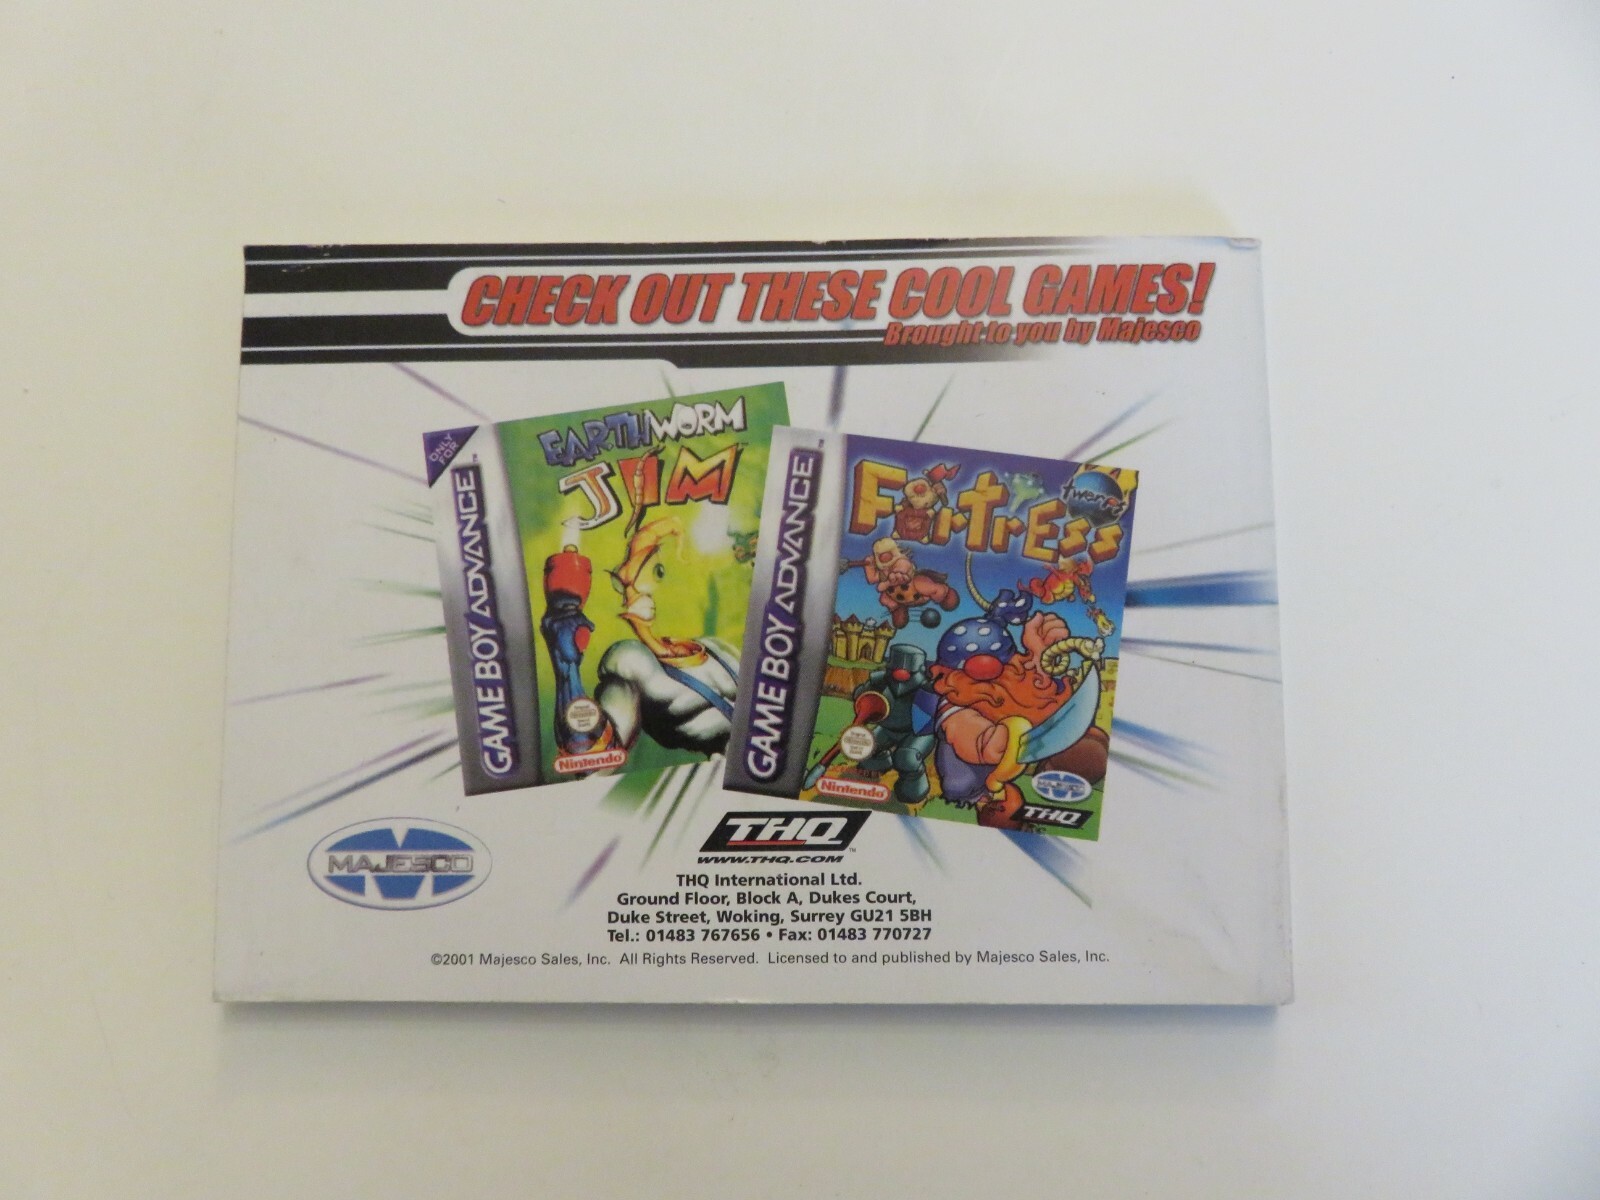 CHECK OUT THESE COOL GAMES!
Brought to you by Majesco
ONLY
FOR
GAME BOY ADVANCE
EARTHWORM
JIM
Nintendo
GAME BOY ADVANCE
Fortress
Nintendo
MAJESCO
THQ
MAJESCO
THQ
WWW.THQ.COM
THQ International Ltd.
Ground Floor, Block A, Dukes Court,
Duke Street, Woking, Surrey GU21 5BH
Tel.: 01483 767656 • Fax: 01483 770727
©2001 Majesco Sales, Inc. All Rights Reserved. Licensed to and published by Majesco Sales, Inc.